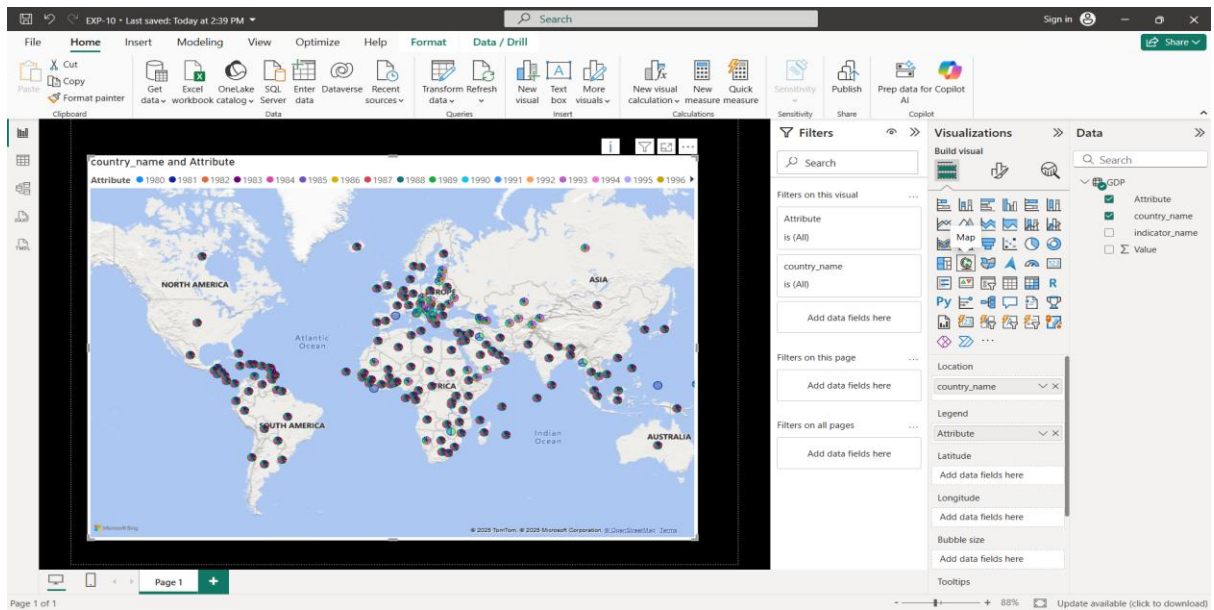 EXP-10 • Last saved: Today at 2:39 PM
Search
Sign in
File Home Insert Modeling View Optimize Help Format Data / Drill
Share
Paste
Cut
Copy
Format painter
Get data
Excel workbook
OneLake catalog
SQL Server
Enter data
Dataverse
Recent sources
Transform data
Refresh
New visual
Text box
More visuals
New visual calculation
New measure
Quick measure
Sensitivity
Publish
Prep data for AI
Copilot
Clipboard
Data
Queries
Insert
Calculations
Sensitivity
Share
Copilot
country_name and Attribute
Attribute 1980 1981 1982 1983 1984 1985 1986 1987 1988 1989 1990 1991 1992 1993 1994 1995 1996
NORTH AMERICA
ASIA
Atlantic Ocean
SOUTH AMERICA
Indian Ocean
AUSTRALIA
Microsoft Bing
© 2025 TomTom, © 2025 Microsoft Corporation, © OpenStreetMap Terms
Filters
Search
Filters on this visual
Attribute
is (All)
country_name
is (All)
Add data fields here
Filters on this page
Add data fields here
Filters on all pages
Add data fields here
Visualizations
Build visual
Map
R
Py
Location
country_name
Legend
Attribute
Latitude
Add data fields here
Longitude
Add data fields here
Bubble size
Add data fields here
Tooltips
Data
Search
GDP
Attribute
country_name
indicator_name
Σ Value
Page 1
Page 1 of 1
88%
Update available (click to download)